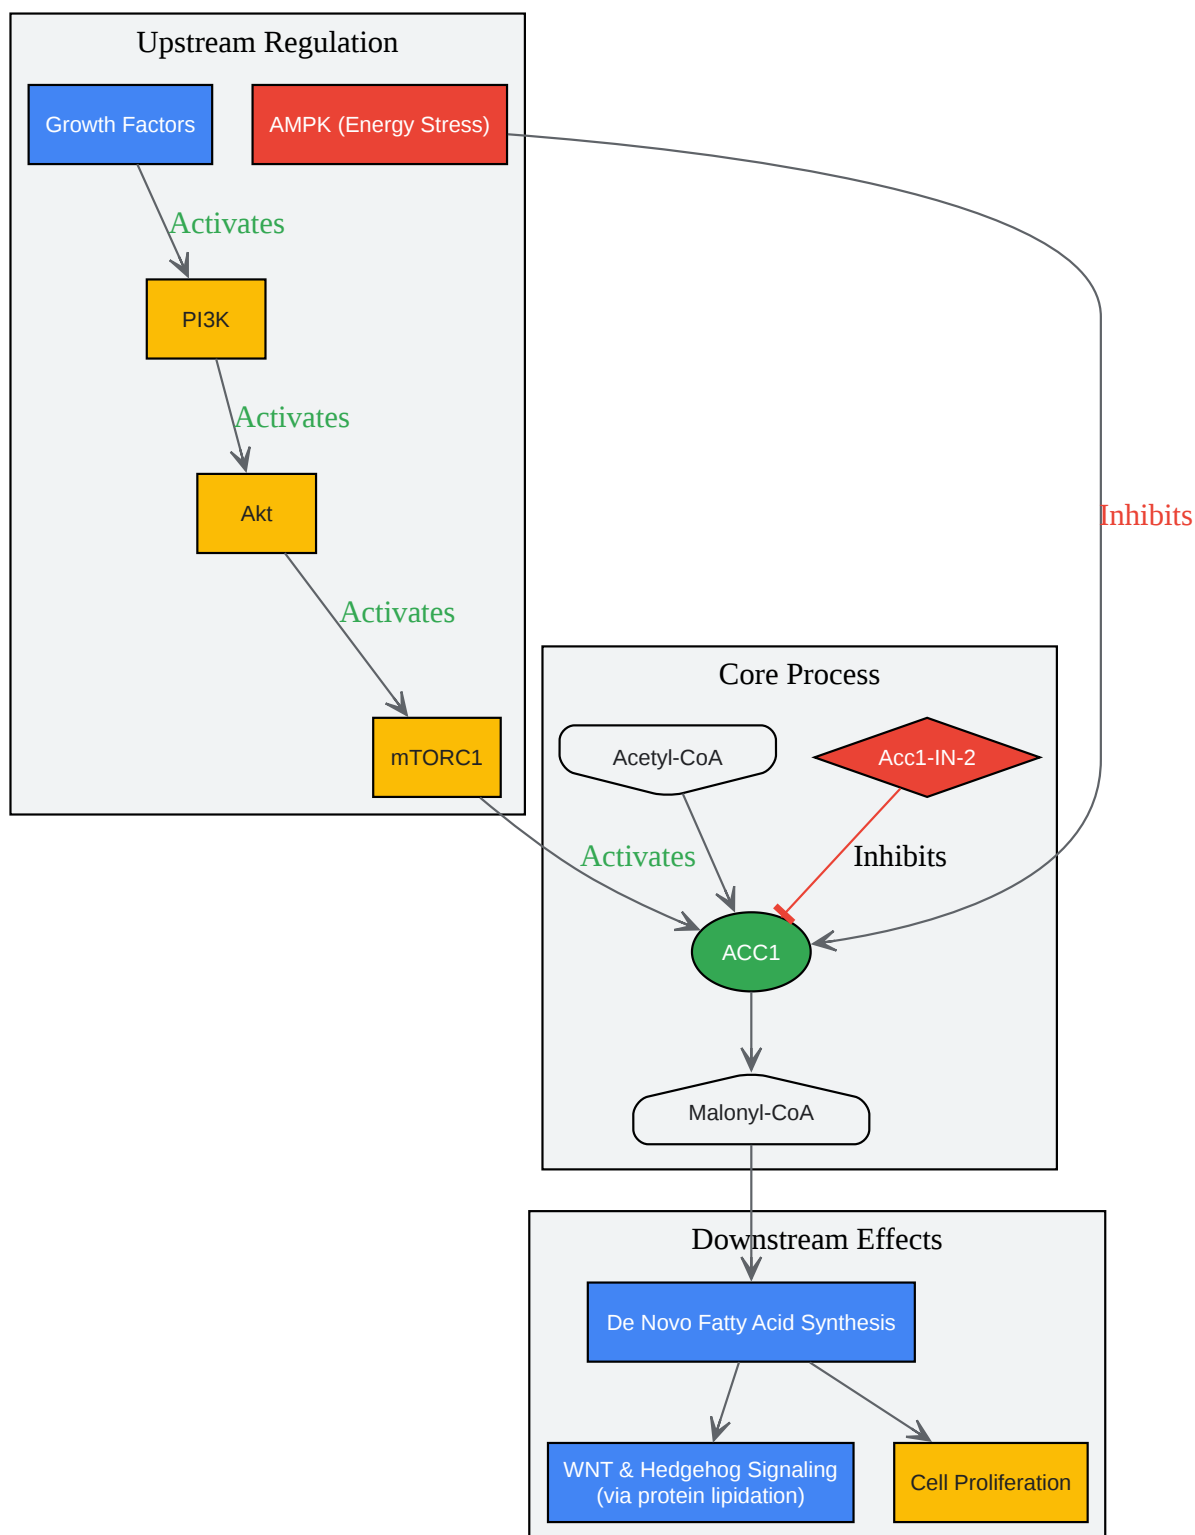 Upstream Regulation
Growth Factors
AMPK (Energy Stress)
Activates
PI3K
Activates
Akt
Inhibits
Activates
Core Process
mTORC1
Acetyl-CoA
Acc1-IN-2
Activates
Inhibits
ACC1
Malonyl-CoA
Downstream Effects
De Novo Fatty Acid Synthesis
WNT & Hedgehog Signaling
(via protein lipidation)
Cell Proliferation